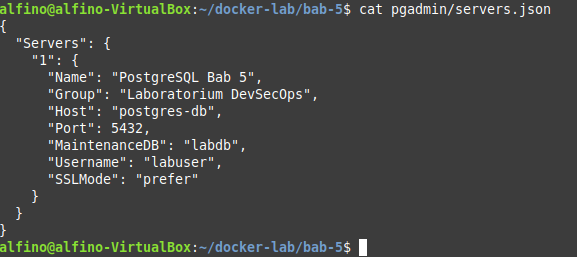 alfino@alfino-VirtualBox:~/docker-lab/bab-5$ cat pgadmin/servers.json
{
  "Servers": {
    "1": {
      "Name": "PostgreSQL Bab 5",
      "Group": "Laboratorium DevSecOps",
      "Host": "postgres-db",
      "Port": 5432,
      "MaintenanceDB": "labdb",
      "Username": "labuser",
      "SSLMode": "prefer"
    }
  }
}
alfino@alfino-VirtualBox:~/docker-lab/bab-5$